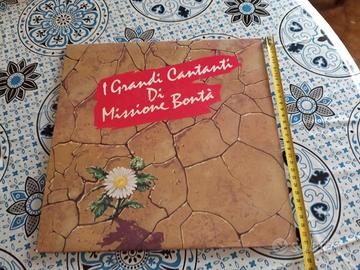 I Grandi Cantanti
Di
Missione Bontà